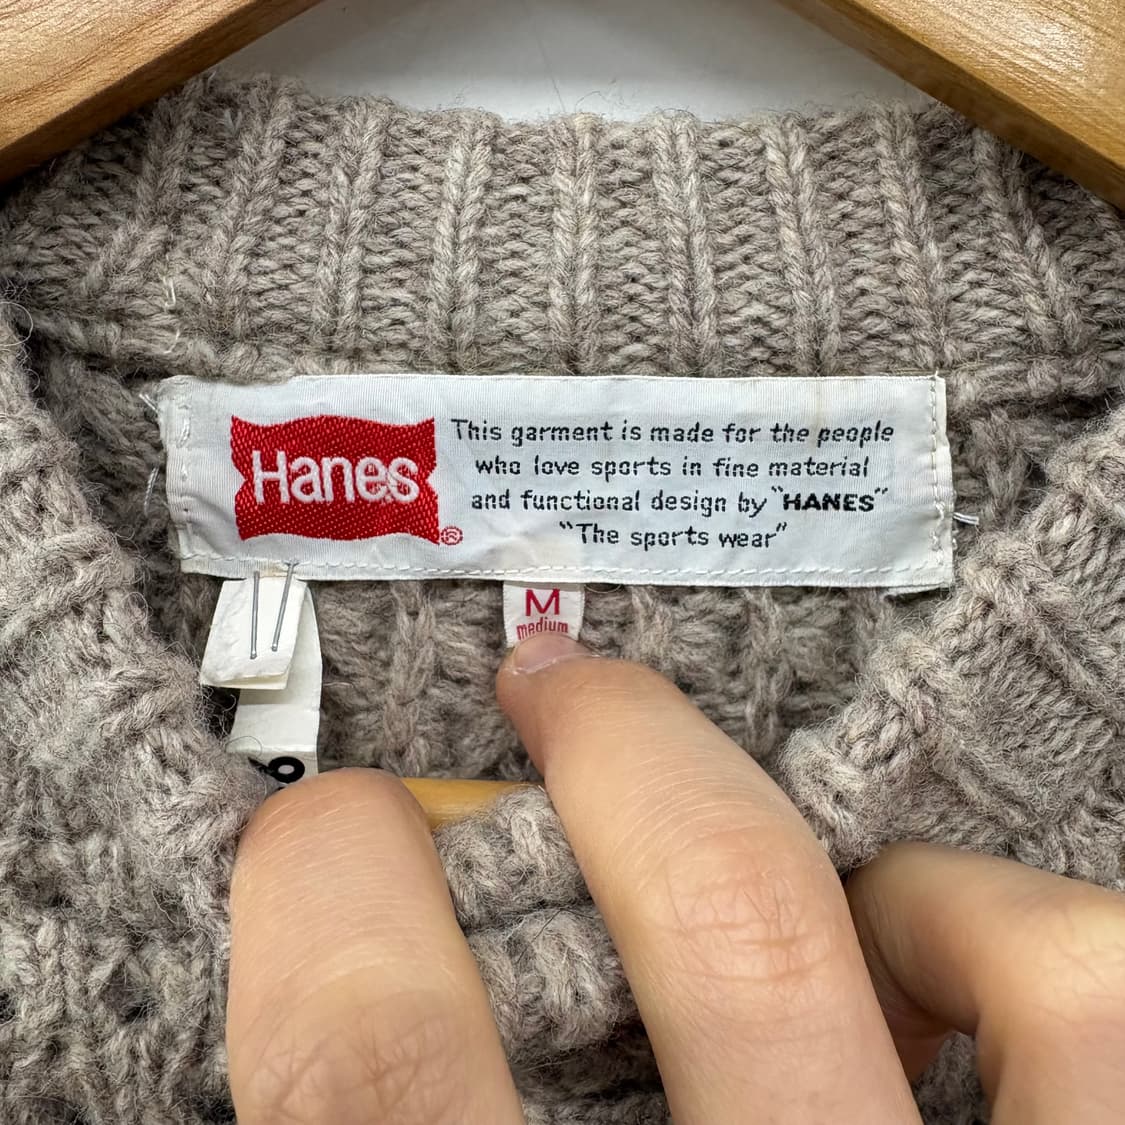 Hanes
®
This garment is made for the people
who love sports in fine material
and functional design by "HANES"
"The sports wear"
M
medium